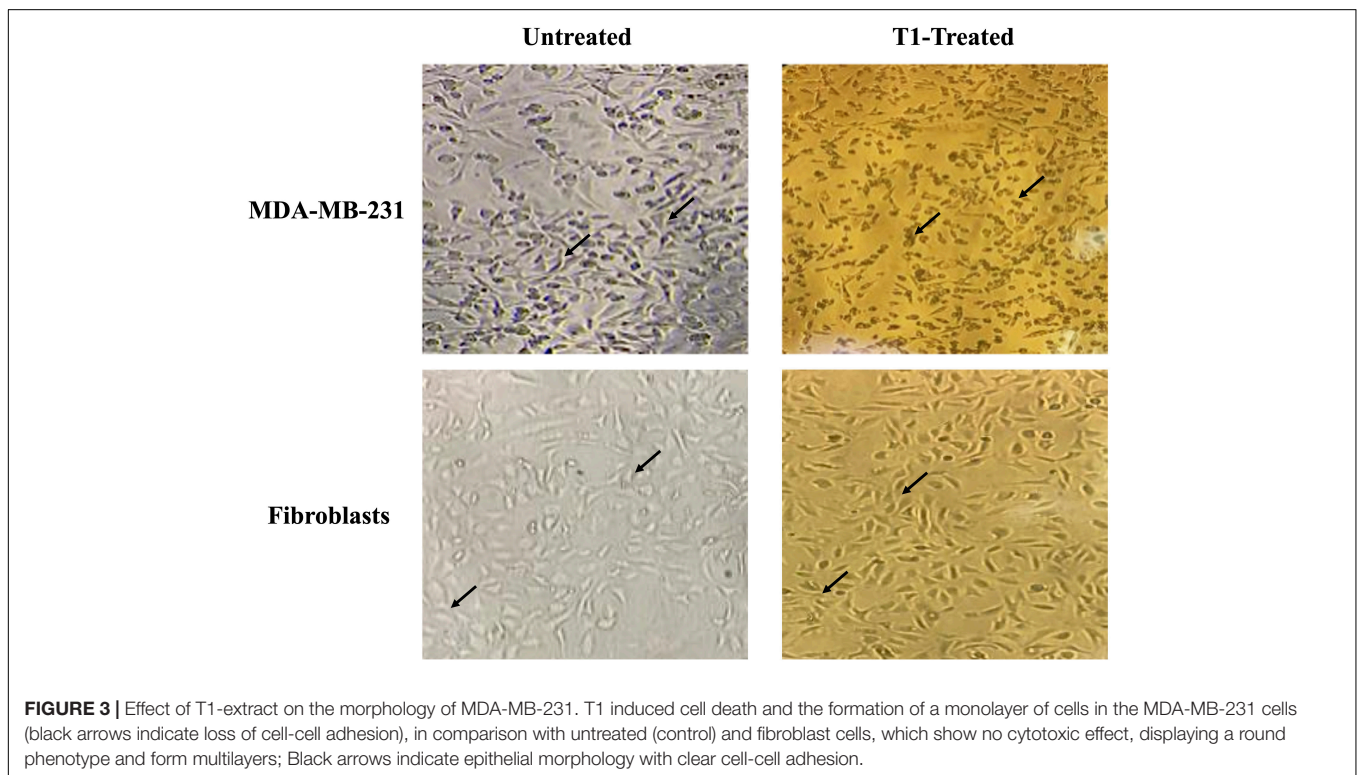 Untreated
T1-Treated
MDA-MB-231
Fibroblasts
FIGURE 3 | Effect of T1-extract on the morphology of MDA-MB-231. T1 induced cell death and the formation of a monolayer of cells in the MDA-MB-231 cells
(black arrows indicate loss of cell-cell adhesion), in comparison with untreated (control) and fibroblast cells, which show no cytotoxic effect, displaying a round
phenotype and form multilayers; Black arrows indicate epithelial morphology with clear cell-cell adhesion.